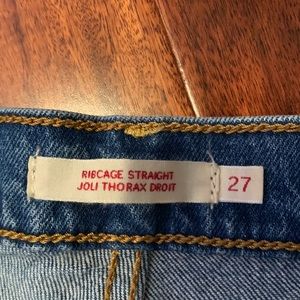 RIBCAGE STRAIGHT
JOLI THORAX DROIT
27